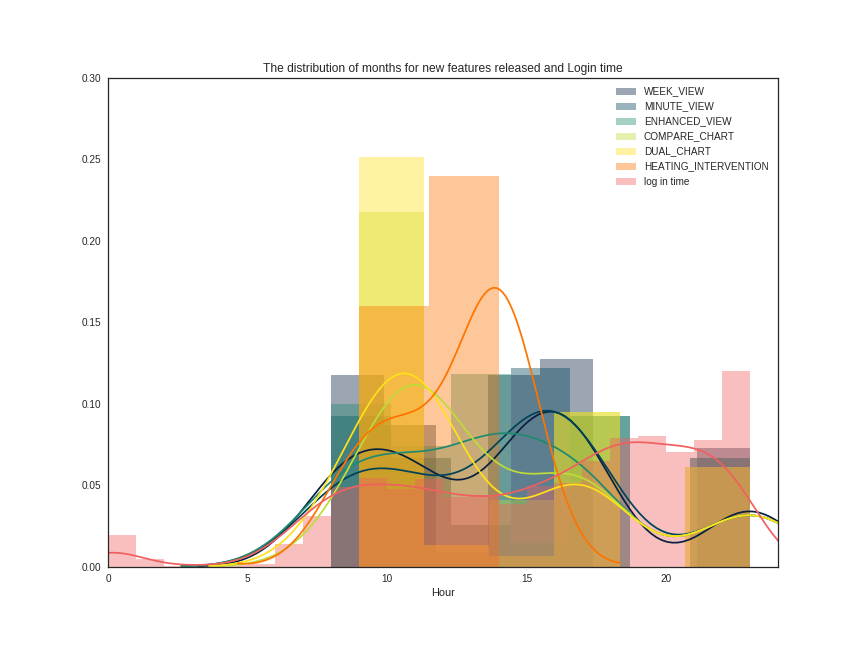 The distribution of months for new features released and Login time
0.30
0.25
0.20
0.15
0.10
0.05
0.00
WEEK_VIEW
MINUTE_VIEW
ENHANCED_VIEW
COMPARE_CHART
DUAL_CHART
HEATING_INTERVENTION
log in time
0 5 10 15 20
Hour